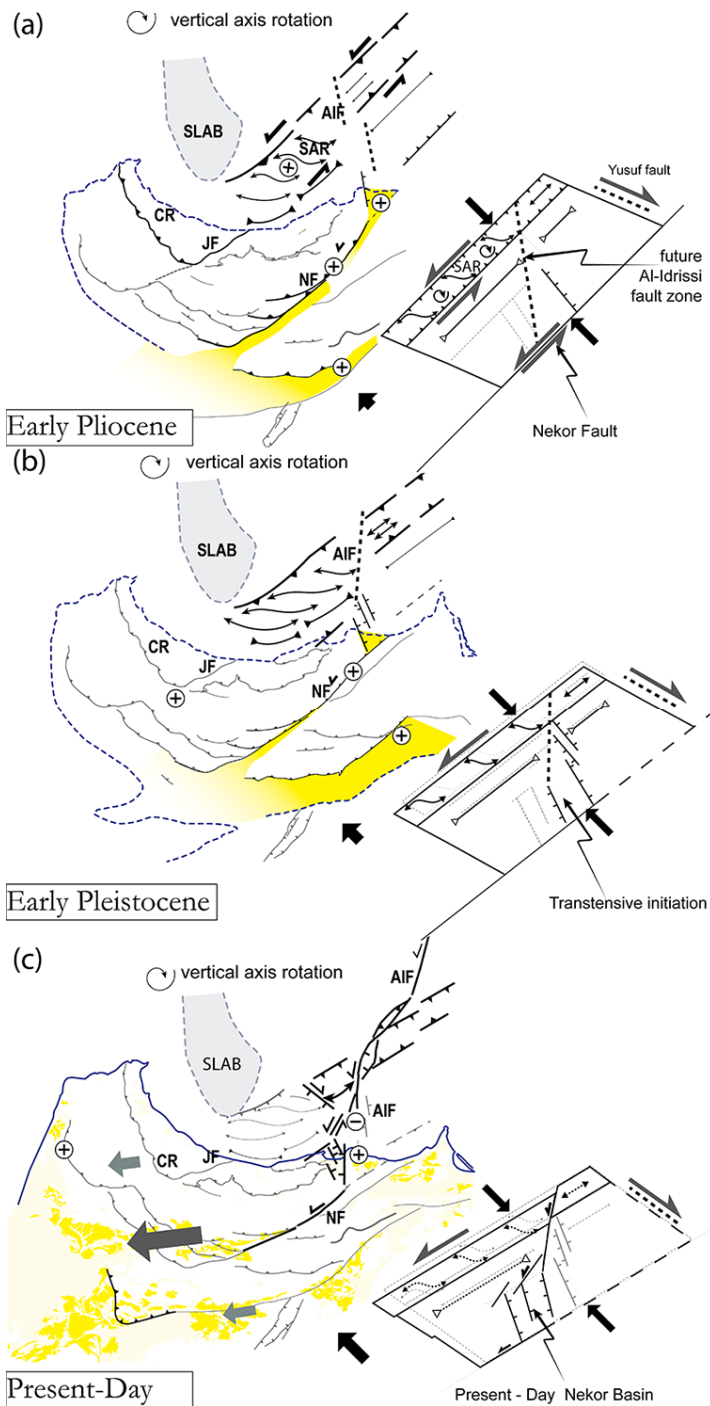 (a)
vertical axis rotation
AIF
SLAB
SAR
CR
JF
NF
Yusuf fault
SAR
future
Al-Idrissi
fault zone
Nekor Fault
Early Pliocene
(b)
vertical axis rotation
SLAB
AIF
CR
JF
NF
Transtensive initiation
Early Pleistocene
(c)
vertical axis rotation
AIF
SLAB
AIF
CR
JF
NF
Present-Day
Present - Day Nekor Basin